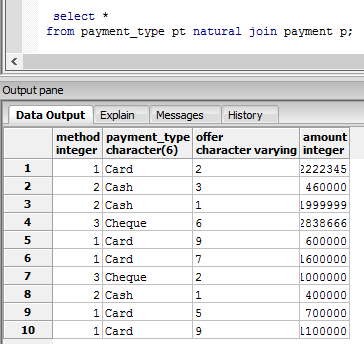 select *
from payment_type pt natural join payment p;
Output pane
Data Output Explain Messages History
method integer payment_type character(6) offer character varying amount integer
1 1 Card 2 2222345
2 2 Cash 3 460000
3 2 Cash 1 1999999
4 3 Cheque 6 2838666
5 1 Card 9 600000
6 1 Card 7 1600000
7 3 Cheque 2 1000000
8 2 Cash 1 400000
9 1 Card 5 700000
10 1 Card 9 1100000